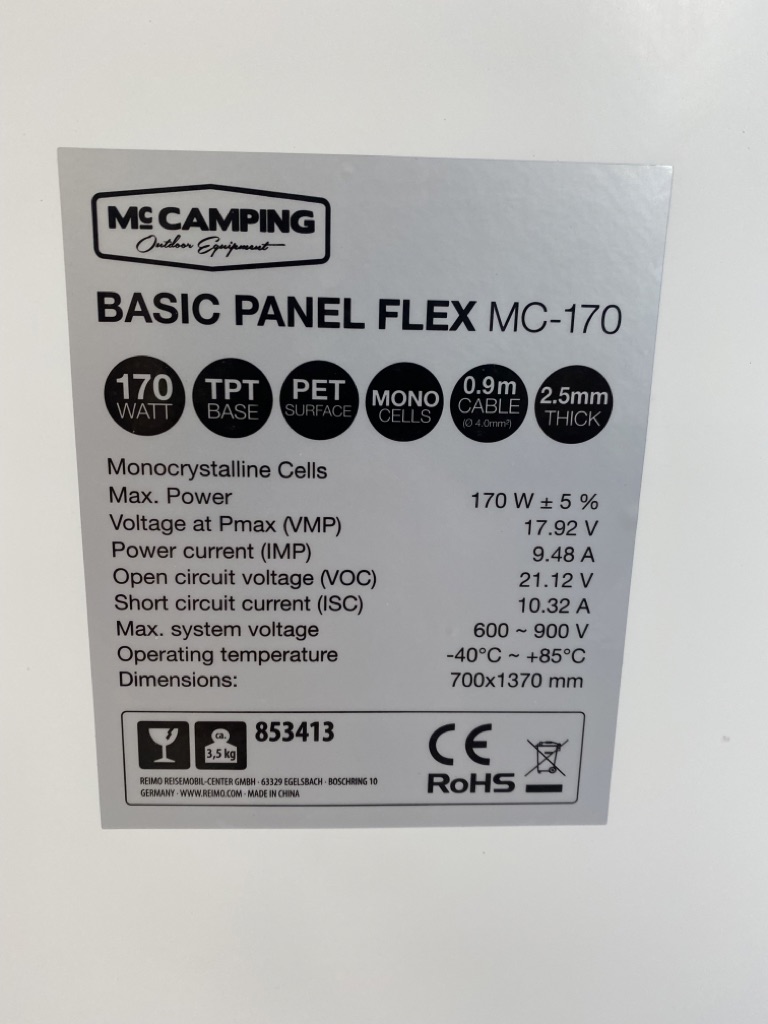 Mc CAMPING
Outdoor Equipment
BASIC PANEL FLEX MC-170
170 WATT
TPT BASE
PET SURFACE
MONO CELLS
0.9m CABLE (Ø 4.0mm²)
2.5mm THICK
Monocrystalline Cells
Max. Power 170 W ± 5 %
Voltage at Pmax (VMP) 17.92 V
Power current (IMP) 9.48 A
Open circuit voltage (VOC) 21.12 V
Short circuit current (ISC) 10.32 A
Max. system voltage 600 ~ 900 V
Operating temperature -40°C ~ +85°C
Dimensions: 700x1370 mm
ca. 3,5 kg
853413
CE
RoHS
REIMO REISEMOBIL-CENTER GMBH · 63329 EGELSBACH · BOSCHRING 10
GERMANY · WWW.REIMO.COM · MADE IN CHINA